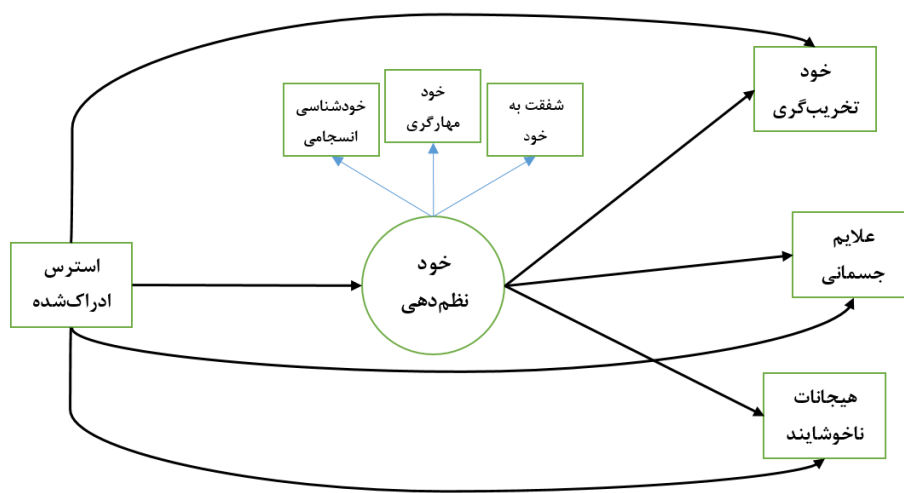 خود
تخریب‌گری
شفقت به
خود
خود
مهارگری
خودشناسی
انسجامی
علایم
جسمانی
خود
نظم‌دهی
استرس
ادراک‌شده
هیجانات
ناخوشایند